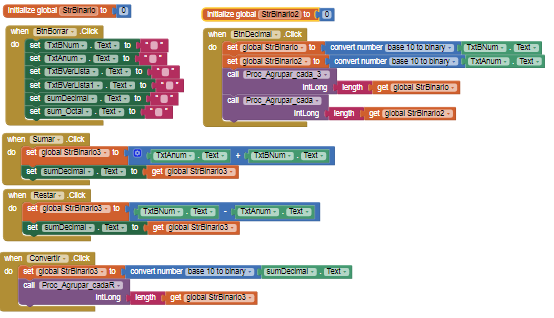 initialize global StrBinario to 0
initialize global StrBinario2 to 0
when BtnBorrar .Click
do set TxtBNum . Text to " "
set TxtAnum . Text to " "
set TxtBVerLista . Text to " "
set TxtBVerLista1 . Text to " "
set sumDecimal . Text to " "
set sum_Octal . Text to " "
when BtnDecimal .Click
do set global StrBinario to convert number base 10 to binary TxtBNum . Text
set global StrBinario2 to convert number base 10 to binary TxtAnum . Text
call Proc_Agrupar_cada_3
intLong length get global StrBinario
call Proc_Agrupar_cada
intLong length get global StrBinario2
when Sumar .Click
do set global StrBinario3 to TxtAnum . Text + TxtBNum . Text
set sumDecimal . Text to get global StrBinario3
when Restar .Click
do set global StrBinario3 to TxtBNum . Text - TxtAnum . Text
set sumDecimal . Text to get global StrBinario3
when Convertir .Click
do set global StrBinario3 to convert number base 10 to binary sumDecimal . Text
call Proc_Agrupar_cadaR
intLong length get global StrBinario3